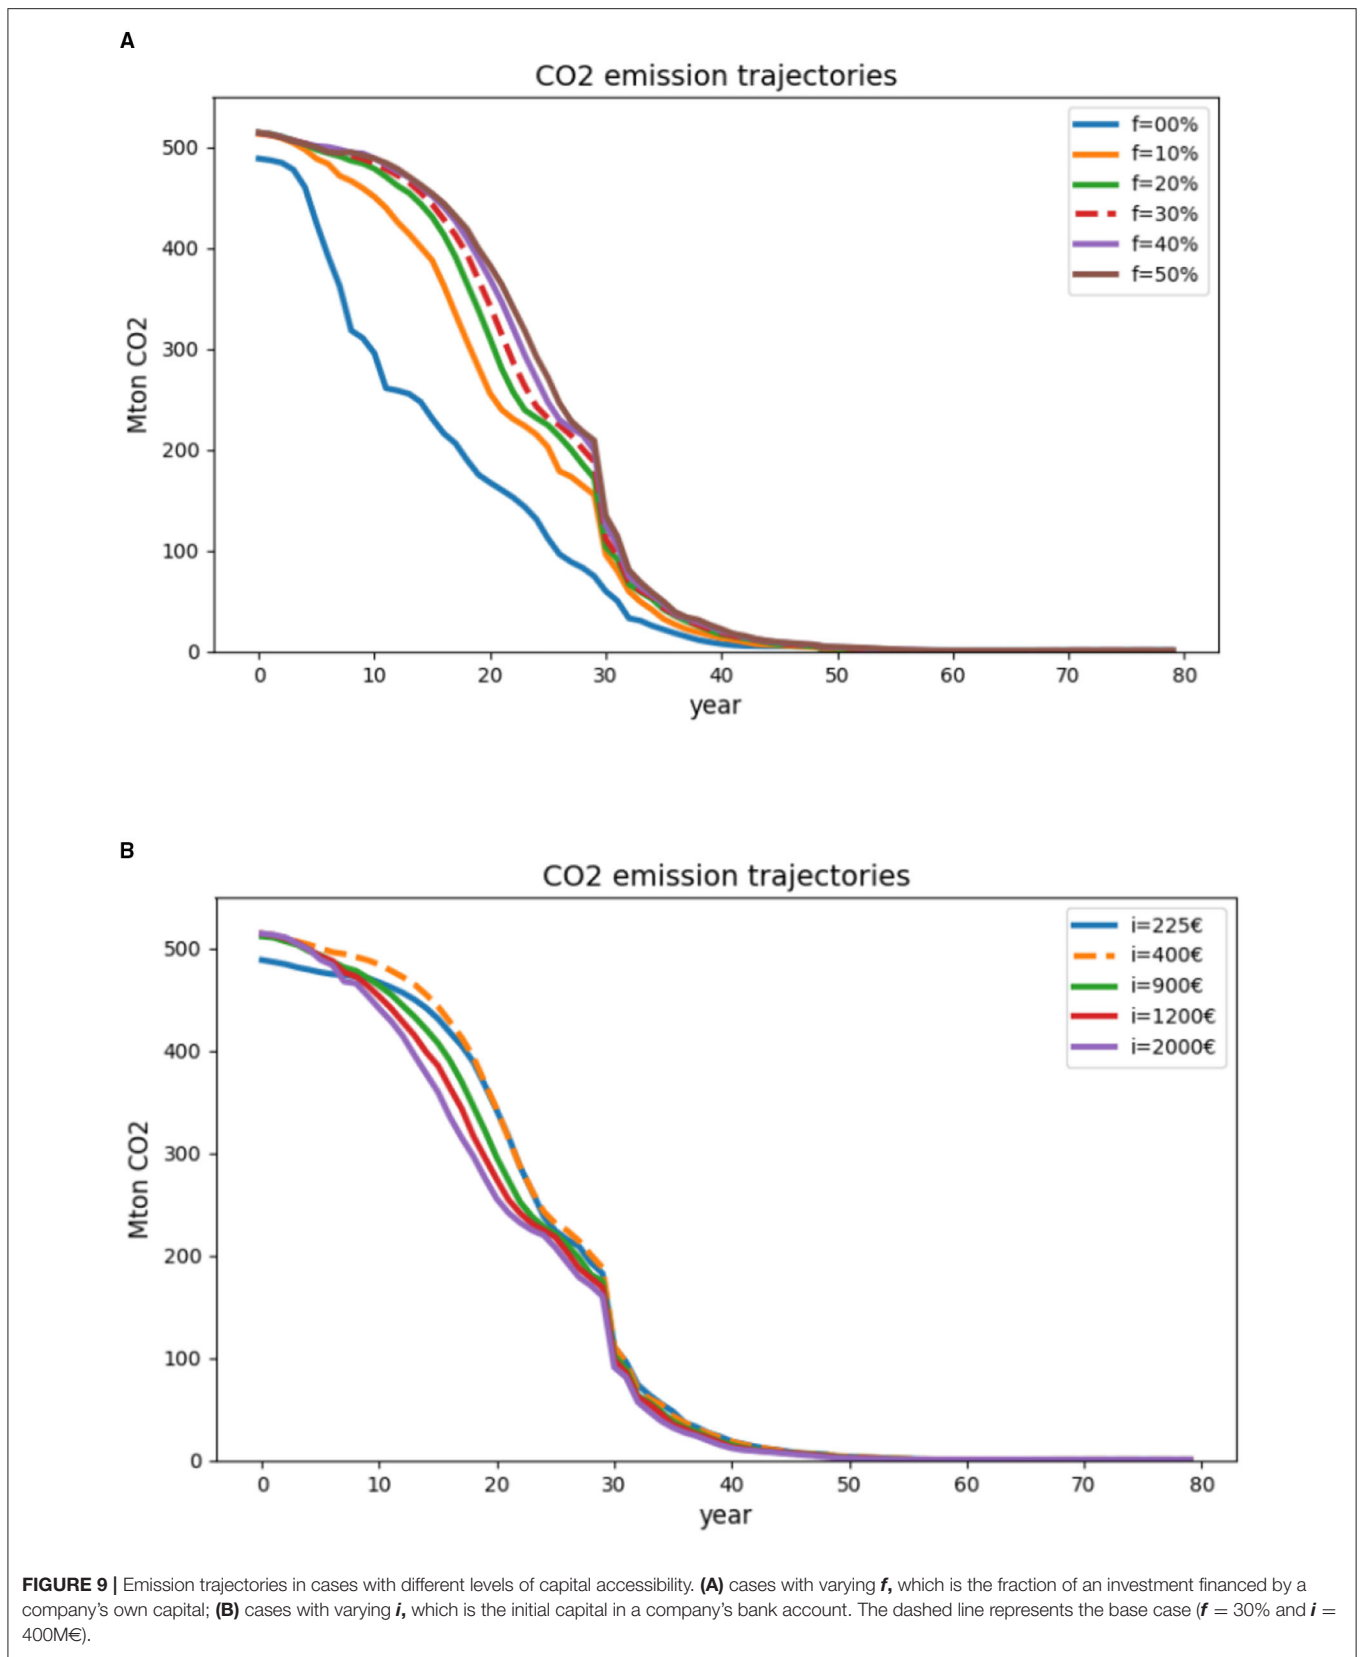 A
CO2 emission trajectories
f=00%
f=10%
f=20%
f=30%
f=40%
f=50%
500
400
300
200
100
0
Mton CO2
0 10 20 30 40 50 60 70 80
year
B
CO2 emission trajectories
i=225€
i=400€
i=900€
i=1200€
i=2000€
500
400
300
200
100
0
Mton CO2
0 10 20 30 40 50 60 70 80
year
FIGURE 9 | Emission trajectories in cases with different levels of capital accessibility. (A) cases with varying f, which is the fraction of an investment financed by a
company's own capital; (B) cases with varying i, which is the initial capital in a company's bank account. The dashed line represents the base case (f = 30% and i =
400M€).